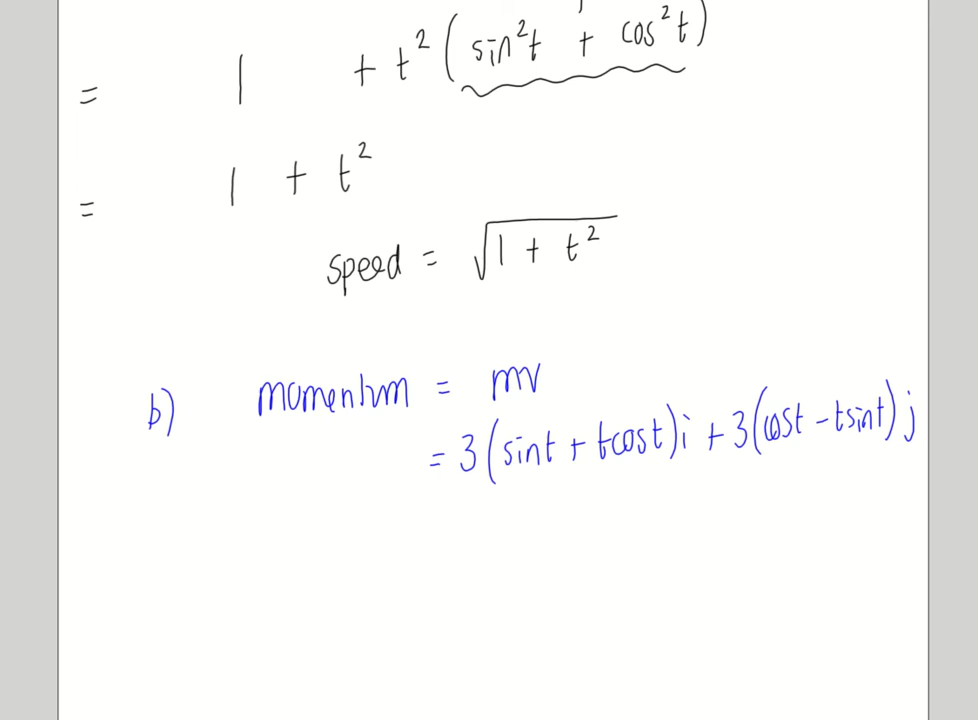 = 1 + t² (sin²t + cos²t)
= 1 + t²
speed = √(1 + t²)
b) momentum = mv
= 3(sint + tcost)i + 3(cost - tsint)j